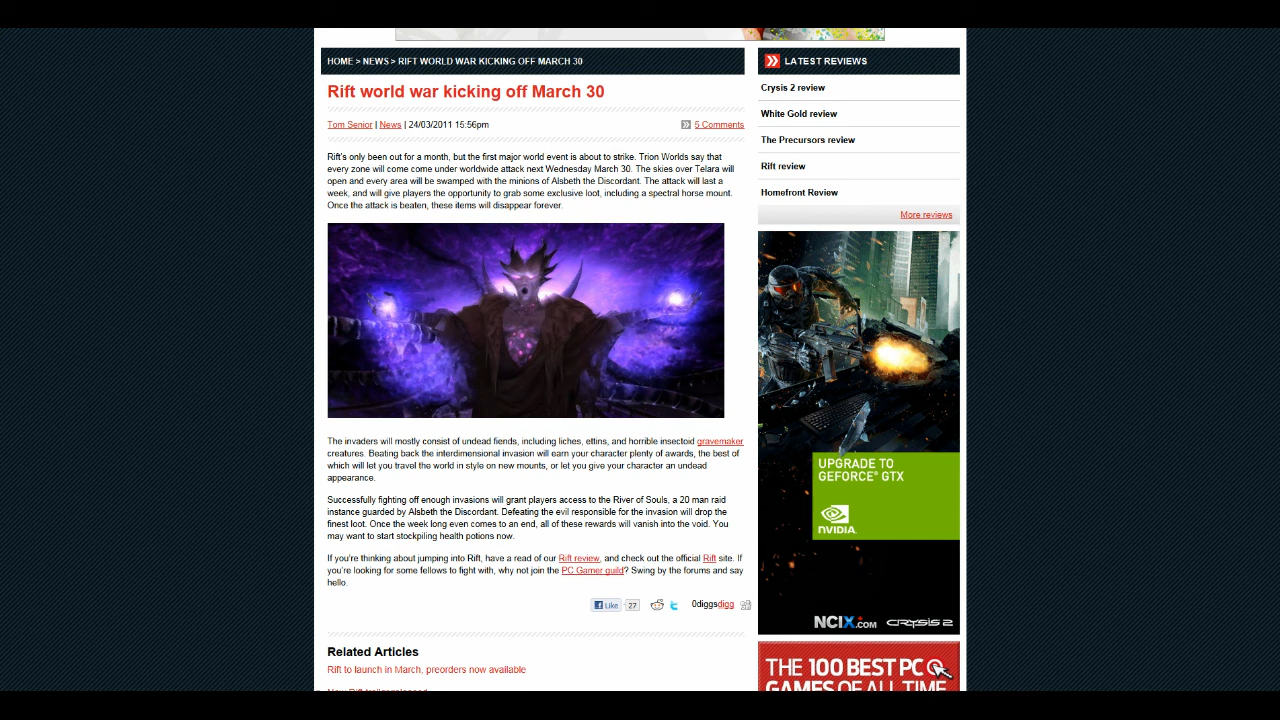 HOME > NEWS > RIFT WORLD WAR KICKING OFF MARCH 30
Rift world war kicking off March 30
Tom Senior | News | 24/03/2011 15:56pm
5 Comments
Rift's only been out for a month, but the first major world event is about to strike. Trion Worlds say that
every zone will come come under worldwide attack next Wednesday March 30. The skies over Telara will
open and every area will be swamped with the minions of Alsbeth the Discordant. The attack will last a
week, and will give players the opportunity to grab some exclusive loot, including a spectral horse mount.
Once the attack is beaten, these items will disappear forever.
The invaders will mostly consist of undead fiends, including liches, ettins, and horrible insectoid gravemaker
creatures. Beating back the interdimensional invasion will earn your character plenty of awards, the best of
which will let you travel the world in style on new mounts, or let you give your character an undead
appearance.
Successfully fighting off enough invasions will grant players access to the River of Souls, a 20 man raid
instance guarded by Alsbeth the Discordant. Defeating the evil responsible for the invasion will drop the
finest loot. Once the week long even comes to an end, all of these rewards will vanish into the void. You
may want to start stockpiling health potions now.
If you're thinking about jumping into Rift, have a read of our Rift review, and check out the official Rift site. If
you're looking for some fellows to fight with, why not join the PC Gamer guild? Swing by the forums and say
hello.
Like 27
0diggsdigg
Related Articles
Rift to launch in March, preorders now available
LATEST REVIEWS
Crysis 2 review
White Gold review
The Precursors review
Rift review
Homefront Review
More reviews
UPGRADE TO
GEFORCE® GTX
NVIDIA.
NCIX.COM CRYSIS 2
THE 100 BEST PC
GAMES OF ALL TIME